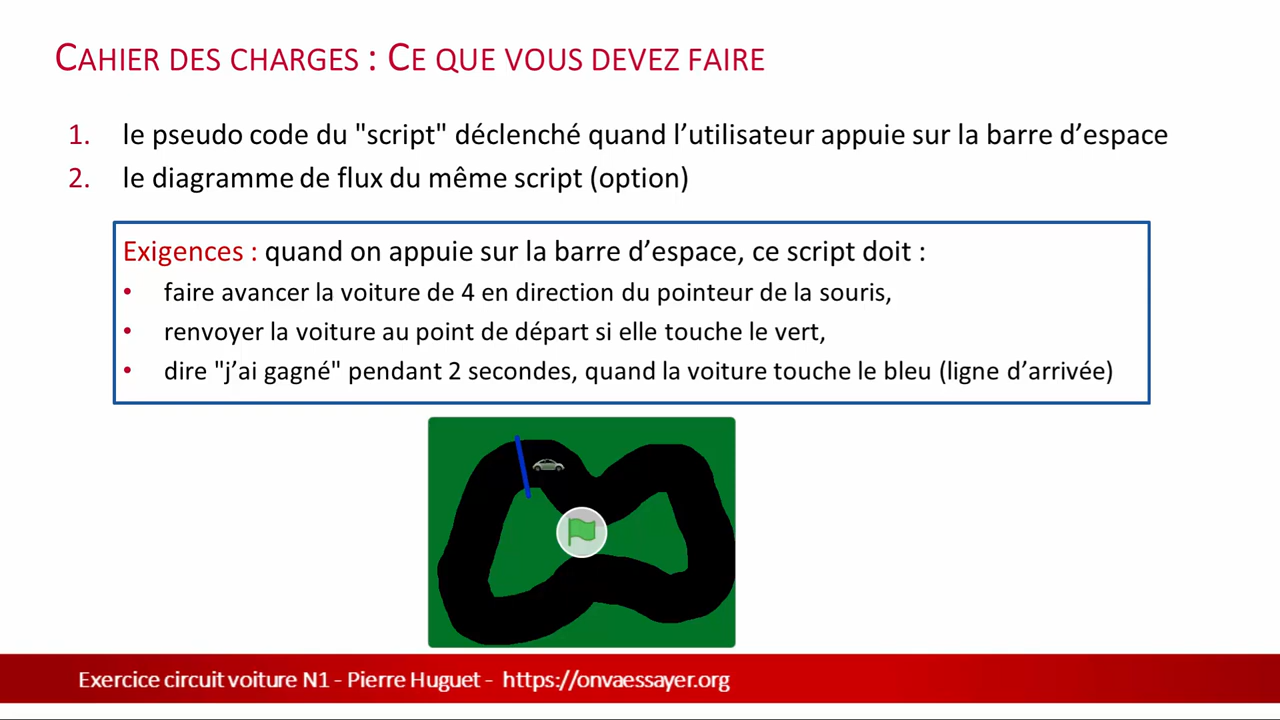 CAHIER DES CHARGES : CE QUE VOUS DEVEZ FAIRE
1. le pseudo code du "script" déclenché quand l’utilisateur appuie sur la barre d’espace
2. le diagramme de flux du même script (option)
Exigences : quand on appuie sur la barre d’espace, ce script doit :
• faire avancer la voiture de 4 en direction du pointeur de la souris,
• renvoyer la voiture au point de départ si elle touche le vert,
• dire "j’ai gagné" pendant 2 secondes, quand la voiture touche le bleu (ligne d’arrivée)
Exercice circuit voiture N1 - Pierre Huguet - https://onvaessayer.org